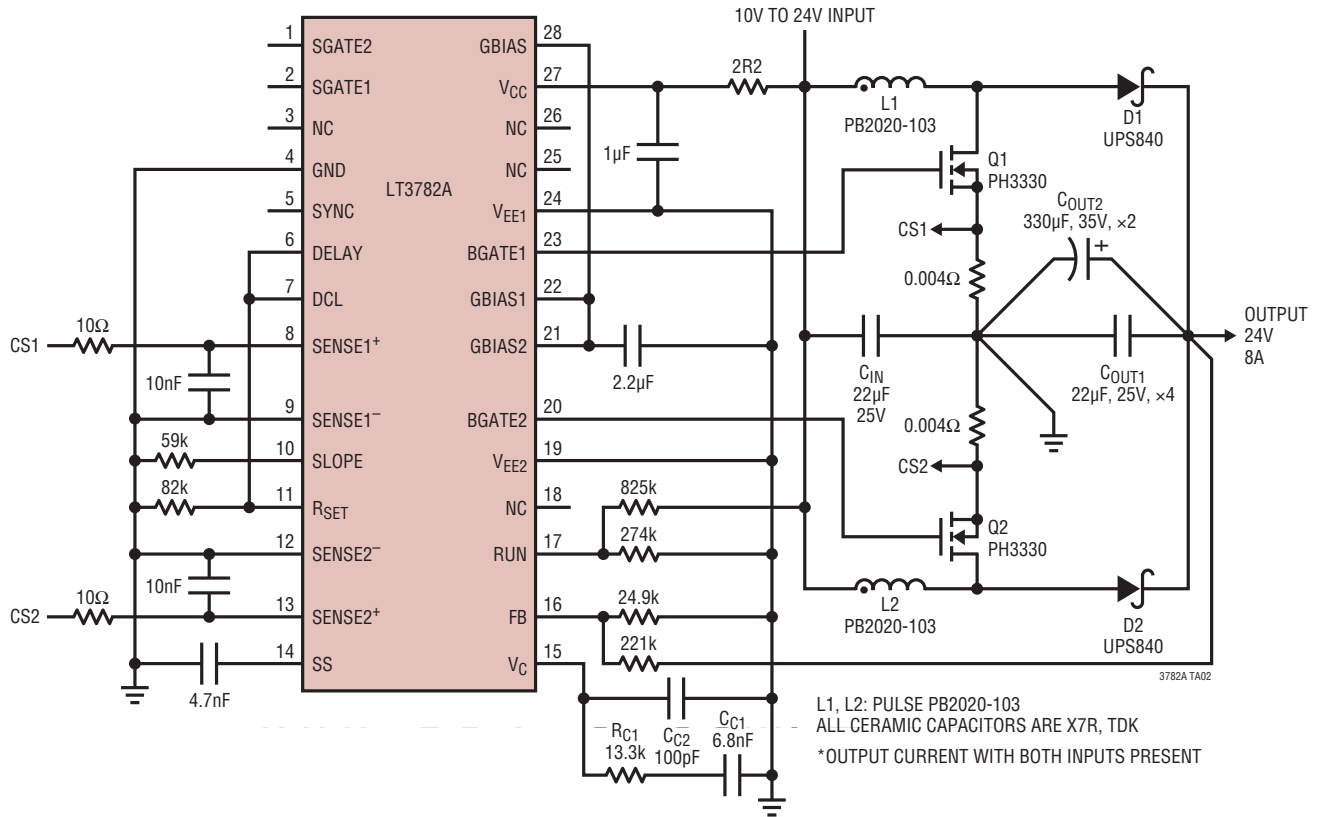 10V TO 24V INPUT
1 SGATE2
2 SGATE1
3 NC
4 GND
5 SYNC
6 DELAY
7 DCL
8 SENSE1+
9 SENSE1–
10 SLOPE
11 RSET
12 SENSE2–
13 SENSE2+
14 SS
LT3782A
GBIAS 28
VCC 27
NC 26
NC 25
VEE1 24
BGATE1 23
GBIAS1 22
GBIAS2 21
BGATE2 20
VEE2 19
NC 18
RUN 17
FB 16
VC 15
CS1
10Ω
10nF
59k
82k
10nF
CS2
10Ω
4.7nF
2R2
1µF
2.2µF
825k
274k
24.9k
221k
RC1
13.3k
CC2
100pF
CC1
6.8nF
L1
PB2020-103
D1
UPS840
Q1
PH3330
CS1
0.004Ω
COUT2
330µF, 35V, ×2
CIN
22µF
25V
COUT1
22µF, 25V, ×4
OUTPUT
24V
8A
0.004Ω
CS2
Q2
PH3330
L2
PB2020-103
D2
UPS840
3782A TA02
L1, L2: PULSE PB2020-103
ALL CERAMIC CAPACITORS ARE X7R, TDK
*OUTPUT CURRENT WITH BOTH INPUTS PRESENT